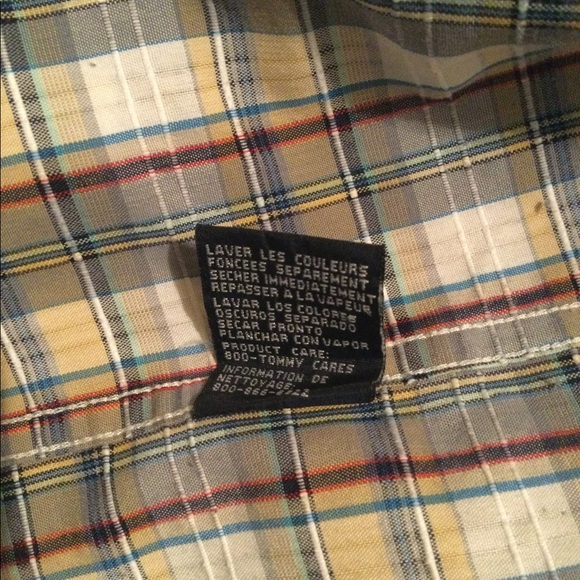 LAVER LES COULEURS
FONCEES SEPAREMENT
SECHER IMMEDIATEMENT
REPASSER A LA VAPEUR
LAVAR LOS COLORES
OSCUROS SEPARADO
SECAR PRONTO
PLANCHAR CON VAPOR
PRODUCT CARE:
800-TOMMY CARES
INFORMATION DE
NETTOYAGE: